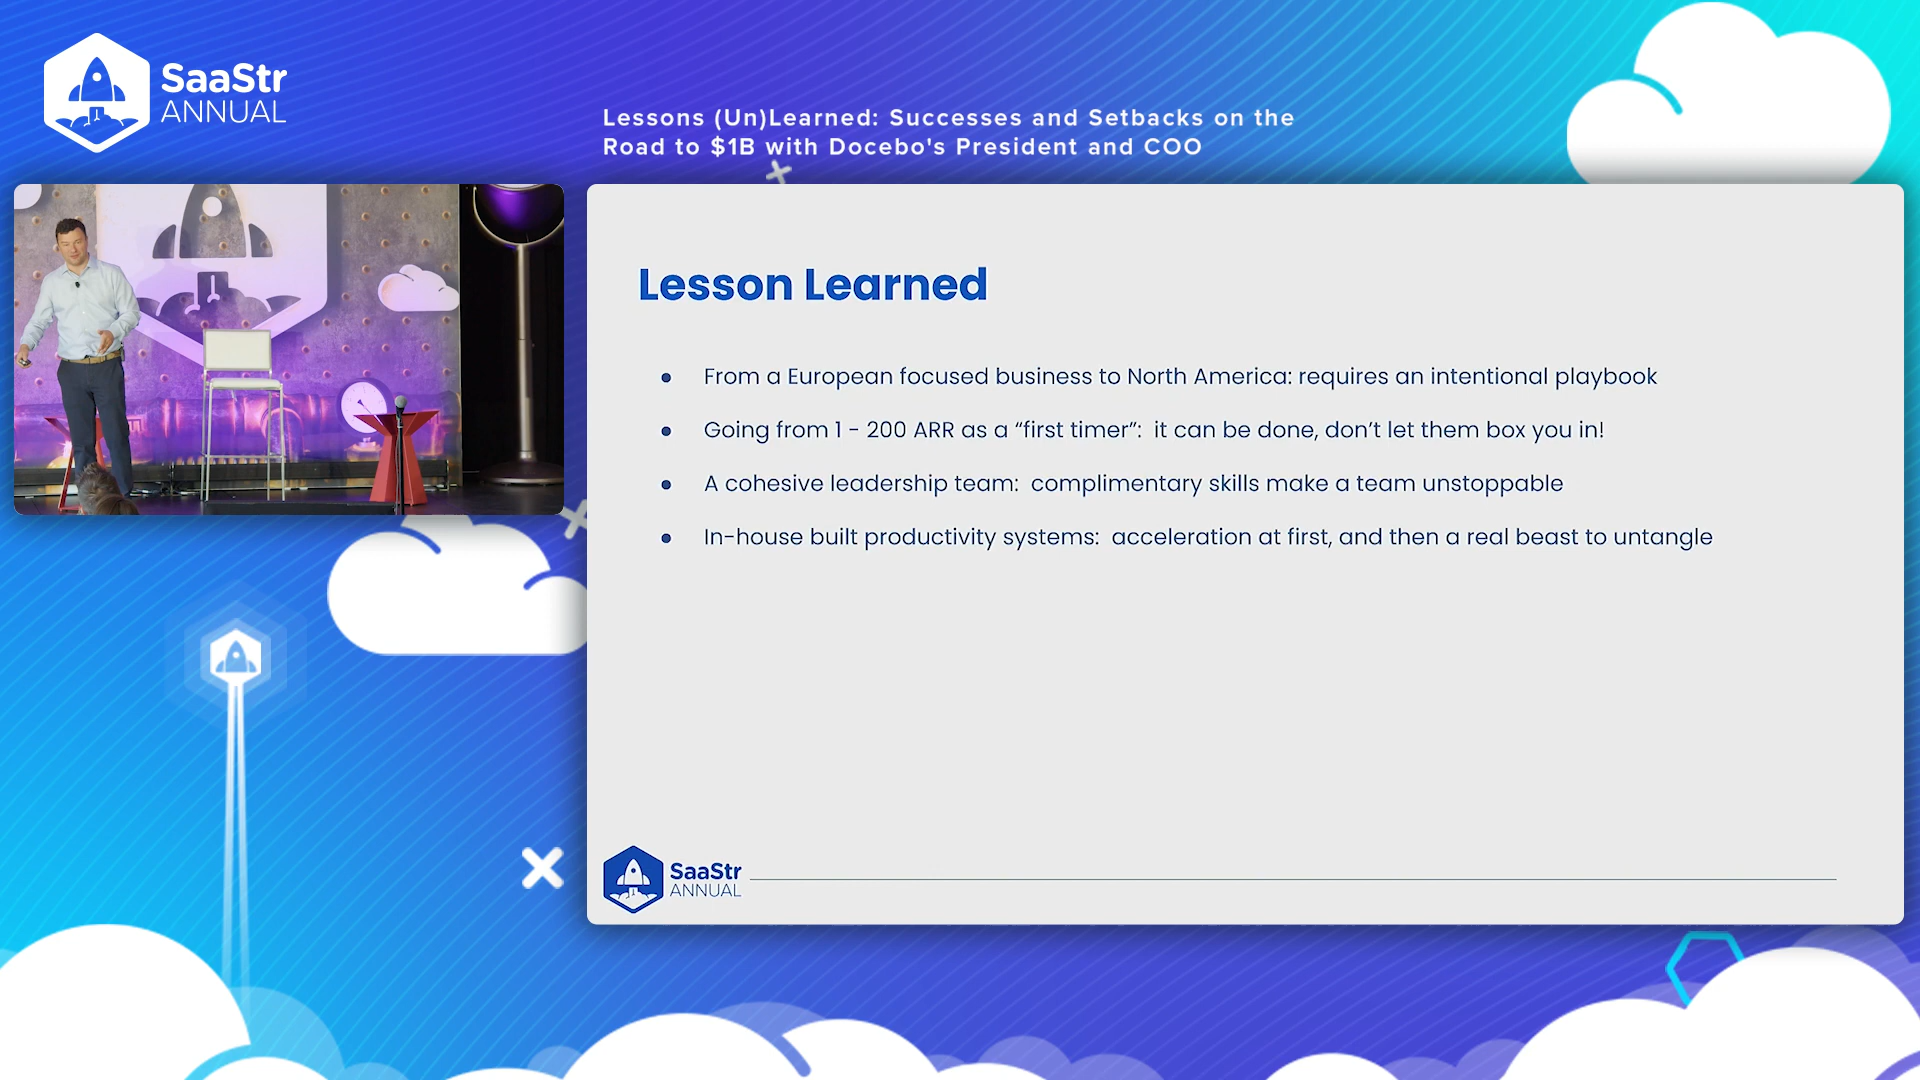 SaaStr
ANNUAL
Lessons (Un)Learned: Successes and Setbacks on the
Road to $1B with Docebo's President and COO
Lesson Learned
● From a European focused business to North America: requires an intentional playbook
● Going from 1 - 200 ARR as a “first timer”:  it can be done, don’t let them box you in!
● A cohesive leadership team:  complimentary skills make a team unstoppable
● In-house built productivity systems:  acceleration at first, and then a real beast to untangle
SaaStr
ANNUAL